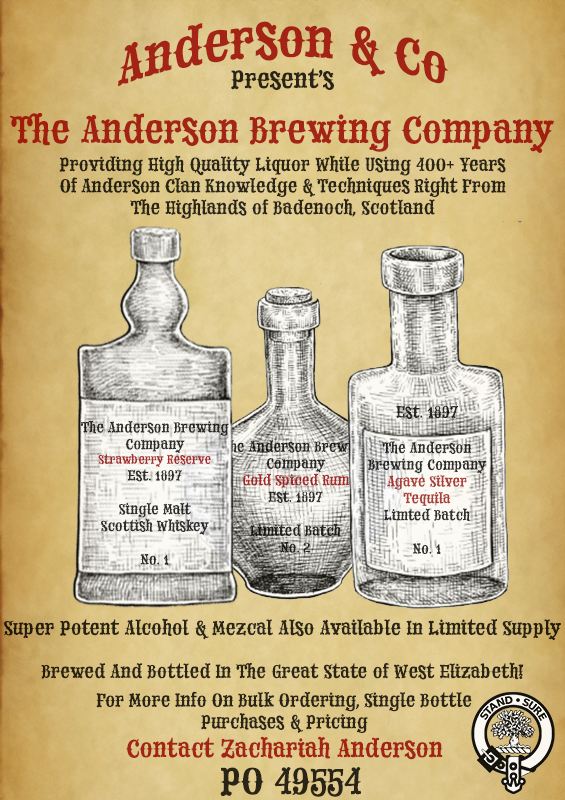 Anderson & Co
Present's
The Anderson Brewing Company
Providing High Quality Liquor While Using 400+ Years
Of Anderson Clan Knowledge & Techniques Right From
The Highlands of Badenoch, Scotland
The Anderson Brewing
Company
Strawberry Reserve
Est. 1897
Single Malt
Scottish Whiskey
No. 1
he Anderson Brew
Company
Gold Spiced Rum
Est. 1897
Limited Batch
No. 2
Est. 1897
The Anderson
Brewing Company
Agave Silver
Tequila
Limted Batch
No. 1
Super Potent Alcohol & Mezcal Also Available In Limited Supply
Brewed And Bottled In The Great State of West Elizabeth!
For More Info On Bulk Ordering, Single Bottle
Purchases & Pricing
Contact Zachariah Anderson
PO 49554
STAND • SURE